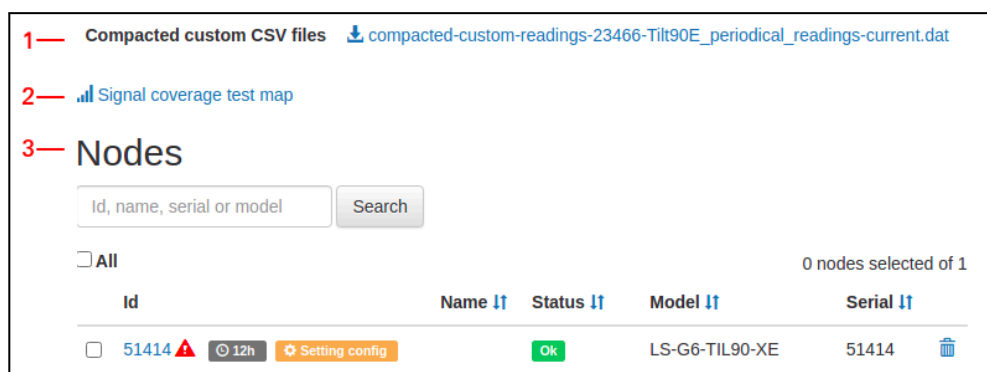 1 Compacted custom CSV files compacted-custom-readings-23466-Tilt90E_periodical_readings-current.dat
2 Signal coverage test map
3 Nodes
Id, name, serial or model Search
All 0 nodes selected of 1
Id Name Status Model Serial
51414 12h Setting config Ok LS-G6-TIL90-XE 51414